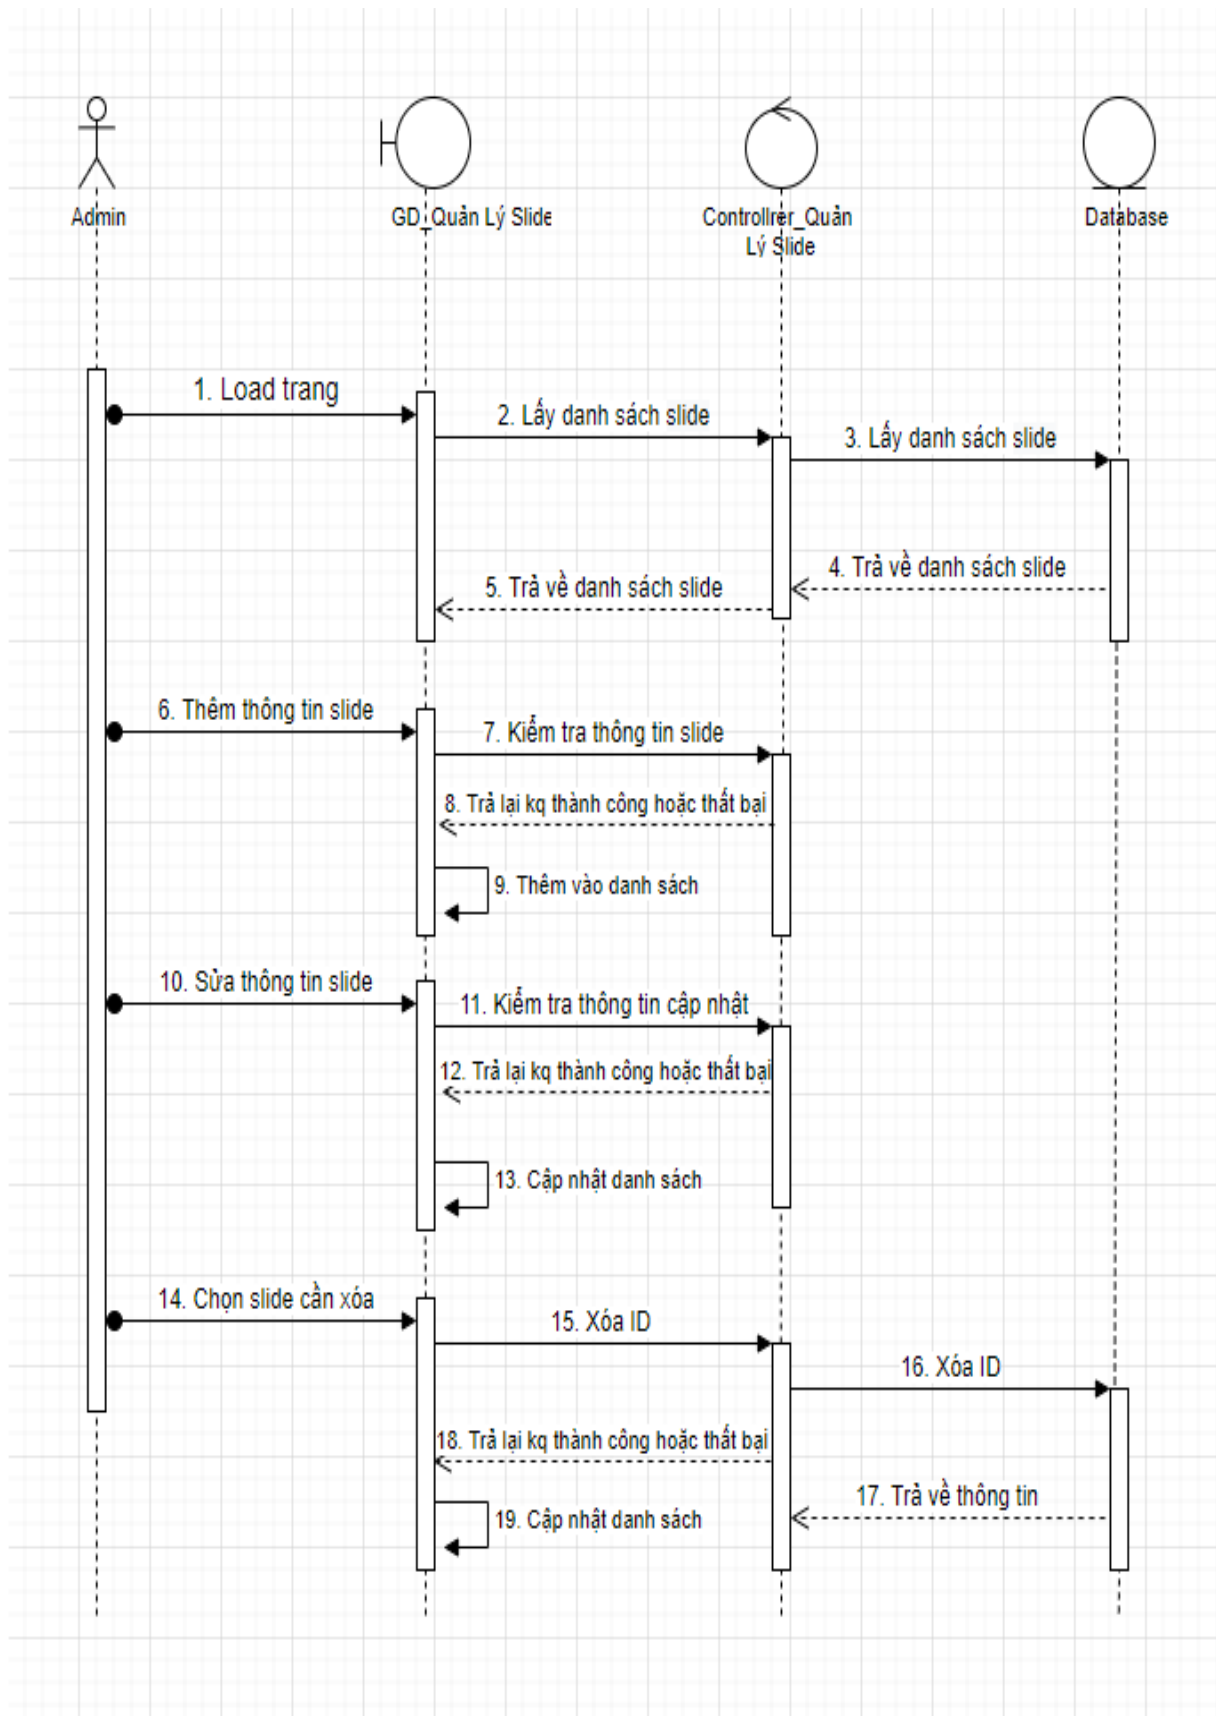 Admin
GD_Quản Lý Slide
Controllrer_Quản
Lý Slide
Database
1. Load trang
2. Lấy danh sách slide
3. Lấy danh sách slide
4. Trả về danh sách slide
5. Trả về danh sách slide
6. Thêm thông tin slide
7. Kiểm tra thông tin slide
8. Trả lại kq thành công hoặc thất bại
9. Thêm vào danh sách
10. Sửa thông tin slide
11. Kiểm tra thông tin cập nhật
12. Trả lại kq thành công hoặc thất bại
13. Cập nhật danh sách
14. Chọn slide cần xóa
15. Xóa ID
16. Xóa ID
18. Trả lại kq thành công hoặc thất bại
17. Trả về thông tin
19. Cập nhật danh sách